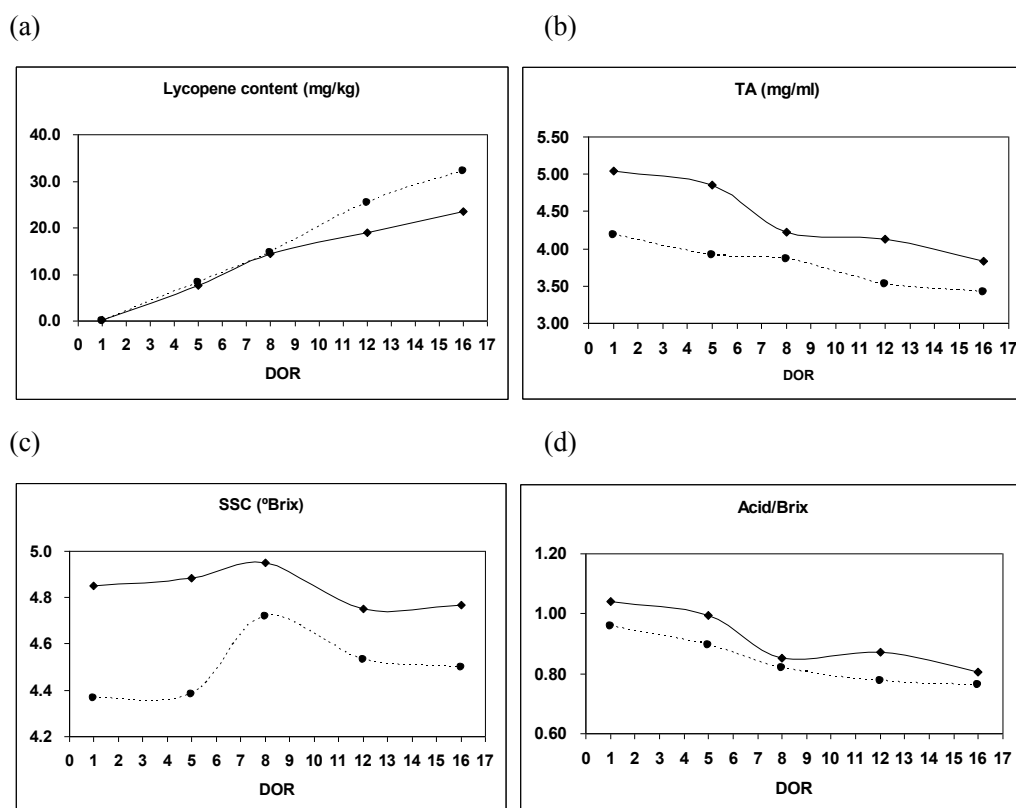 (a)
(b)
Lycopene content (mg/kg)
40.0
30.0
20.0
10.0
0.0
0 1 2 3 4 5 6 7 8 9 10 11 12 13 14 15 16 17
DOR
TA (mg/ml)
5.50
5.00
4.50
4.00
3.50
3.00
0 1 2 3 4 5 6 7 8 9 10 11 12 13 14 15 16 17
DOR
(c)
(d)
SSC (ºBrix)
5.0
4.8
4.6
4.4
4.2
0 1 2 3 4 5 6 7 8 9 10 11 12 13 14 15 16 17
DOR
Acid/Brix
1.20
1.00
0.80
0.60
0 1 2 3 4 5 6 7 8 9 10 11 12 13 14 15 16 17
DOR